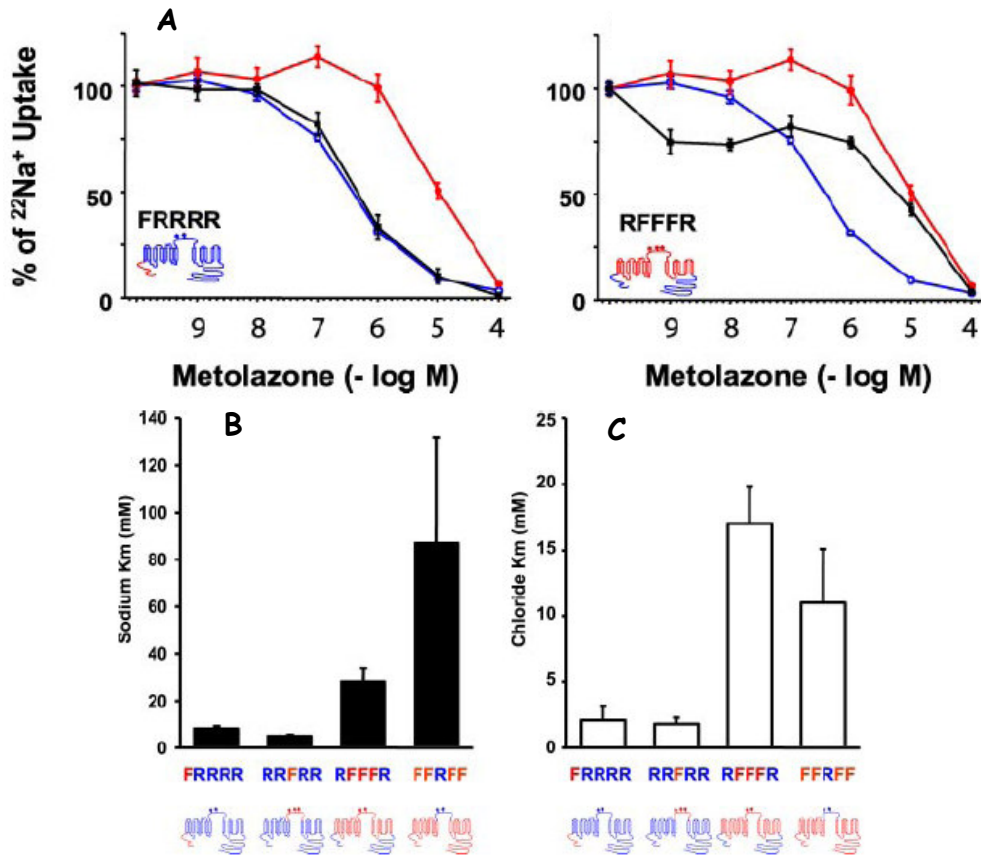 A
% of ²²Na⁺ Uptake
100
50
0
FRRRR
9 8 7 6 5 4
Metolazone (- log M)
100
50
0
RFFFR
9 8 7 6 5 4
Metolazone (- log M)
B
Sodium Km (mM)
140
120
100
80
60
40
20
0
FRRRR RRFRR RFFFR FFRFF
C
Chloride Km (mM)
25
20
15
10
5
0
FRRRR RRFRR RFFFR FFRFF